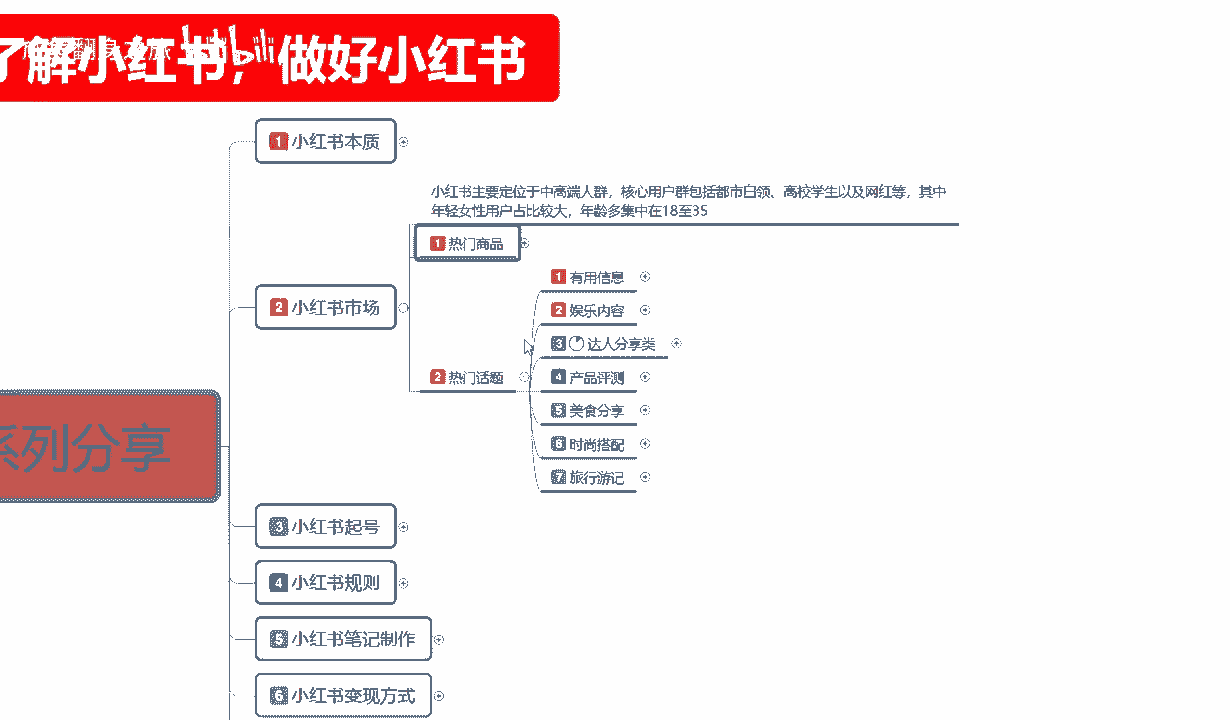 了解小红书，做好小红书
bilibili
1 小红书本质
小红书主要定位于中高端人群，核心用户群包括都市白领、高校学生以及网红等，其中
年轻女性用户占比较大，年龄多集中在18至35
1 热门商品
1 有用信息
2 娱乐内容
2 小红书市场
3 达人分享类
2 热门话题
4 产品评测
5 美食分享
6 时尚搭配
系列分享
7 旅行游记
3 小红书起号
4 小红书规则
5 小红书笔记制作
6 小红书变现方式